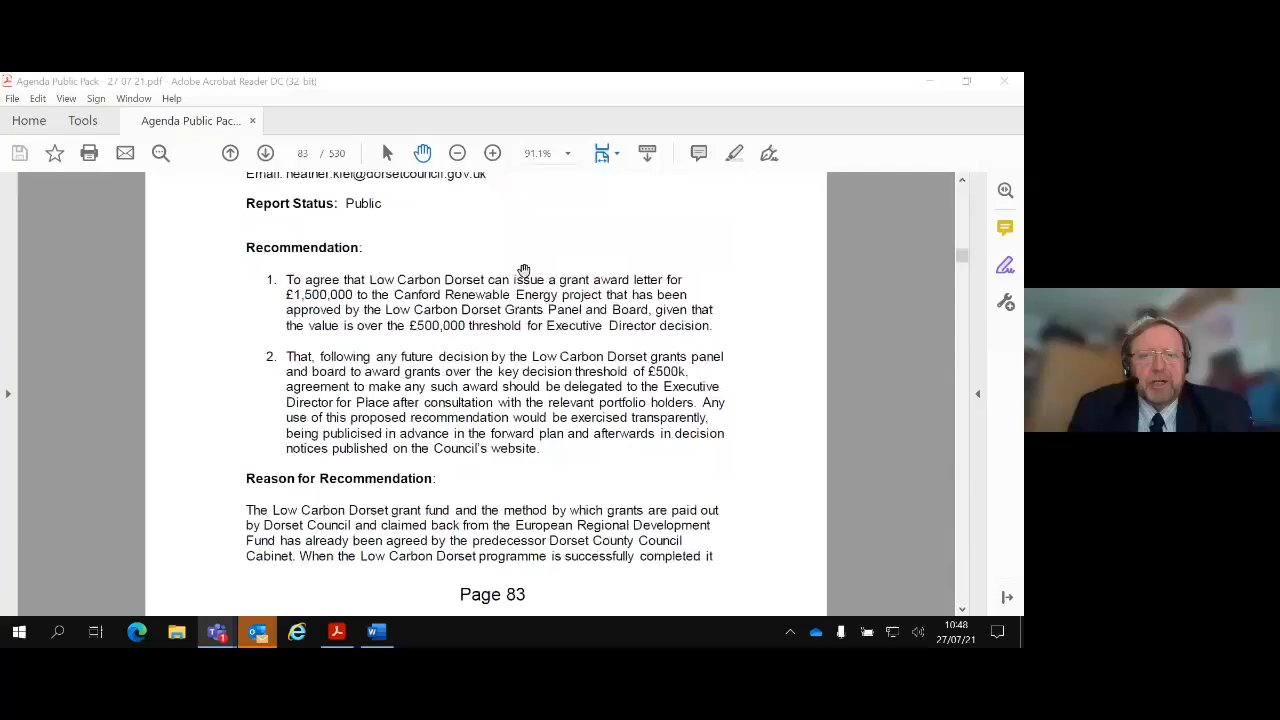 Agenda Public Pack - 27 07 21.pdf - Adobe Acrobat Reader DC (32-bit)
File Edit View Sign Window Help
Home Tools Agenda Public Pac... ×
83 / 530 91.1%
Email: heather.kiel@dorsetcouncil.gov.uk
Report Status: Public
Recommendation:
1. To agree that Low Carbon Dorset can issue a grant award letter for
£1,500,000 to the Canford Renewable Energy project that has been
approved by the Low Carbon Dorset Grants Panel and Board, given that
the value is over the £500,000 threshold for Executive Director decision.
2. That, following any future decision by the Low Carbon Dorset grants panel
and board to award grants over the key decision threshold of £500k,
agreement to make any such award should be delegated to the Executive
Director for Place after consultation with the relevant portfolio holders. Any
use of this proposed recommendation would be exercised transparently,
being publicised in advance in the forward plan and afterwards in decision
notices published on the Council's website.
Reason for Recommendation:
The Low Carbon Dorset grant fund and the method by which grants are paid out
by Dorset Council and claimed back from the European Regional Development
Fund has already been agreed by the predecessor Dorset County Council
Cabinet. When the Low Carbon Dorset programme is successfully completed it
Page 83
10:48
27/07/21